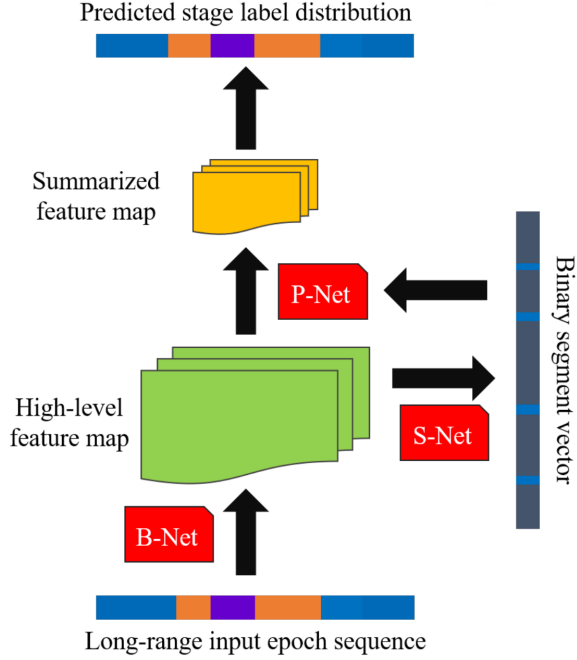 Predicted stage label distribution
Summarized
feature map
P-Net
Binary segment vector
High-level
feature map
S-Net
B-Net
Long-range input epoch sequence